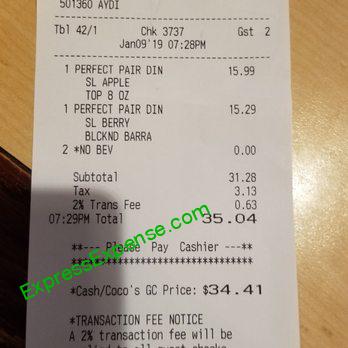 501360 AYDI
Tbl 42/1 Chk 3737 Gst 2
Jan09'19 07:28PM
1 PERFECT PAIR DIN 15.99
SL APPLE
TOP 8 OZ
1 PERFECT PAIR DIN 15.29
SL BERRY
BLCKND BARRA
2 *NO BEV 0.00
Subtotal 31.28
Tax 3.13
2% Trans Fee 0.63
07:29PM Total 35.04
**--- Please Pay Cashier ---**
******************************
*Cash/Coco's GC Price: $34.41
*TRANSACTION FEE NOTICE
A 2% transaction fee will be
ExpressExpense.com